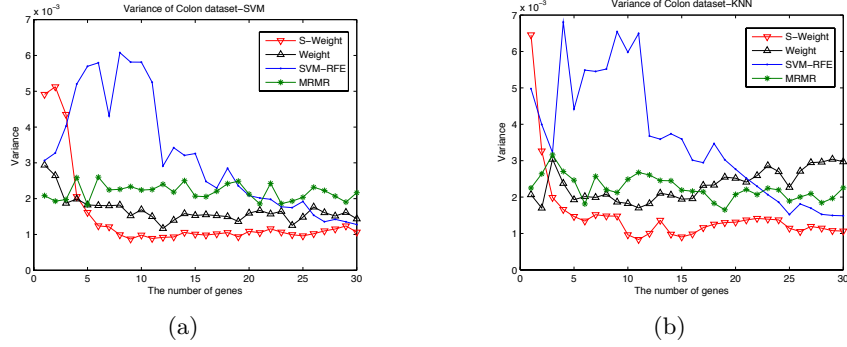 Variance of Colon dataset-SVM
x 10⁻³
7
6
5
4
3
2
1
0
Variance
0 5 10 15 20 25 30
The number of genes
S-Weight
Weight
SVM-RFE
MRMR
(a)
Variance of Colon dataset-KNN
x 10⁻³
7
6
5
4
3
2
1
0
Variance
0 5 10 15 20 25 30
The number of genes
S-Weight
Weight
SVM-RFE
MRMR
(b)